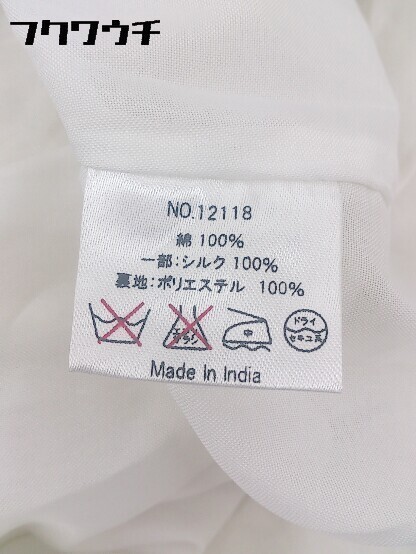 フクワウチ
NO.12118
綿 100%
一部：シルク 100%
裏地：ポリエステル 100%
中
ドライ
セキユ系
Made In India